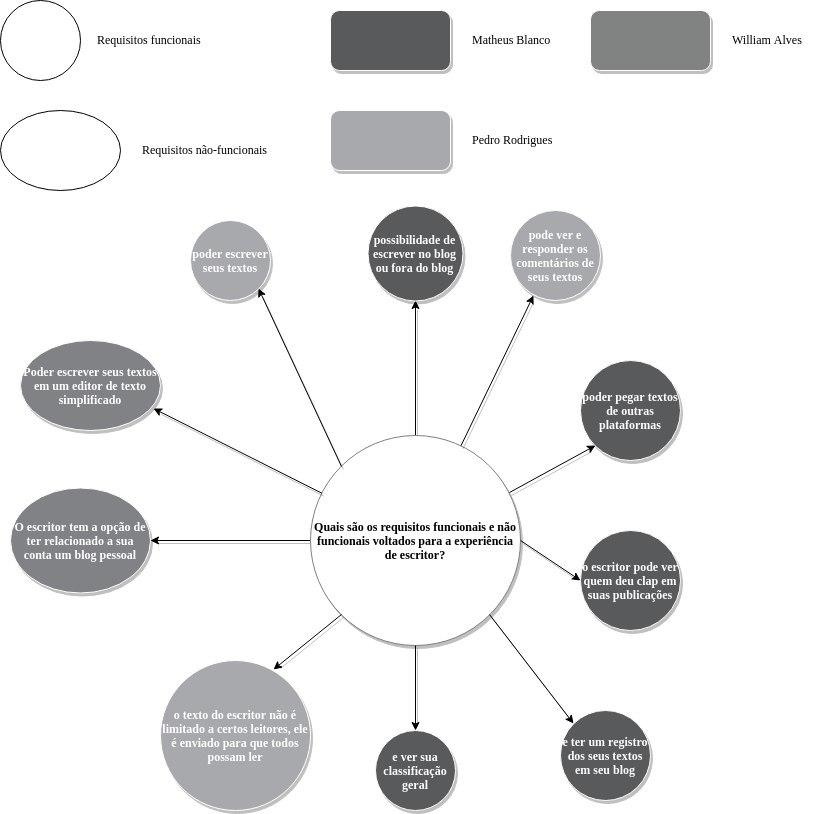 Requisitos funcionais
Matheus Blanco
William Alves
Requisitos não-funcionais
Pedro Rodrigues
poder escrever
seus textos
possibilidade de
escrever no blog
ou fora do blog
pode ver e
responder os
comentários de
seus textos
Poder escrever seus textos
em um editor de texto
simplificado
poder pegar textos
de outras
plataformas
O escritor tem a opção de
ter relacionado a sua
conta um blog pessoal
Quais são os requisitos funcionais e não
funcionais voltados para a experiência
de escritor?
o escritor pode ver
quem deu clap em
suas publicações
o texto do escritor não é
limitado a certos leitores, ele
é enviado para que todos
possam ler
e ver sua
classificação
geral
e ter um registro
dos seus textos
em seu blog